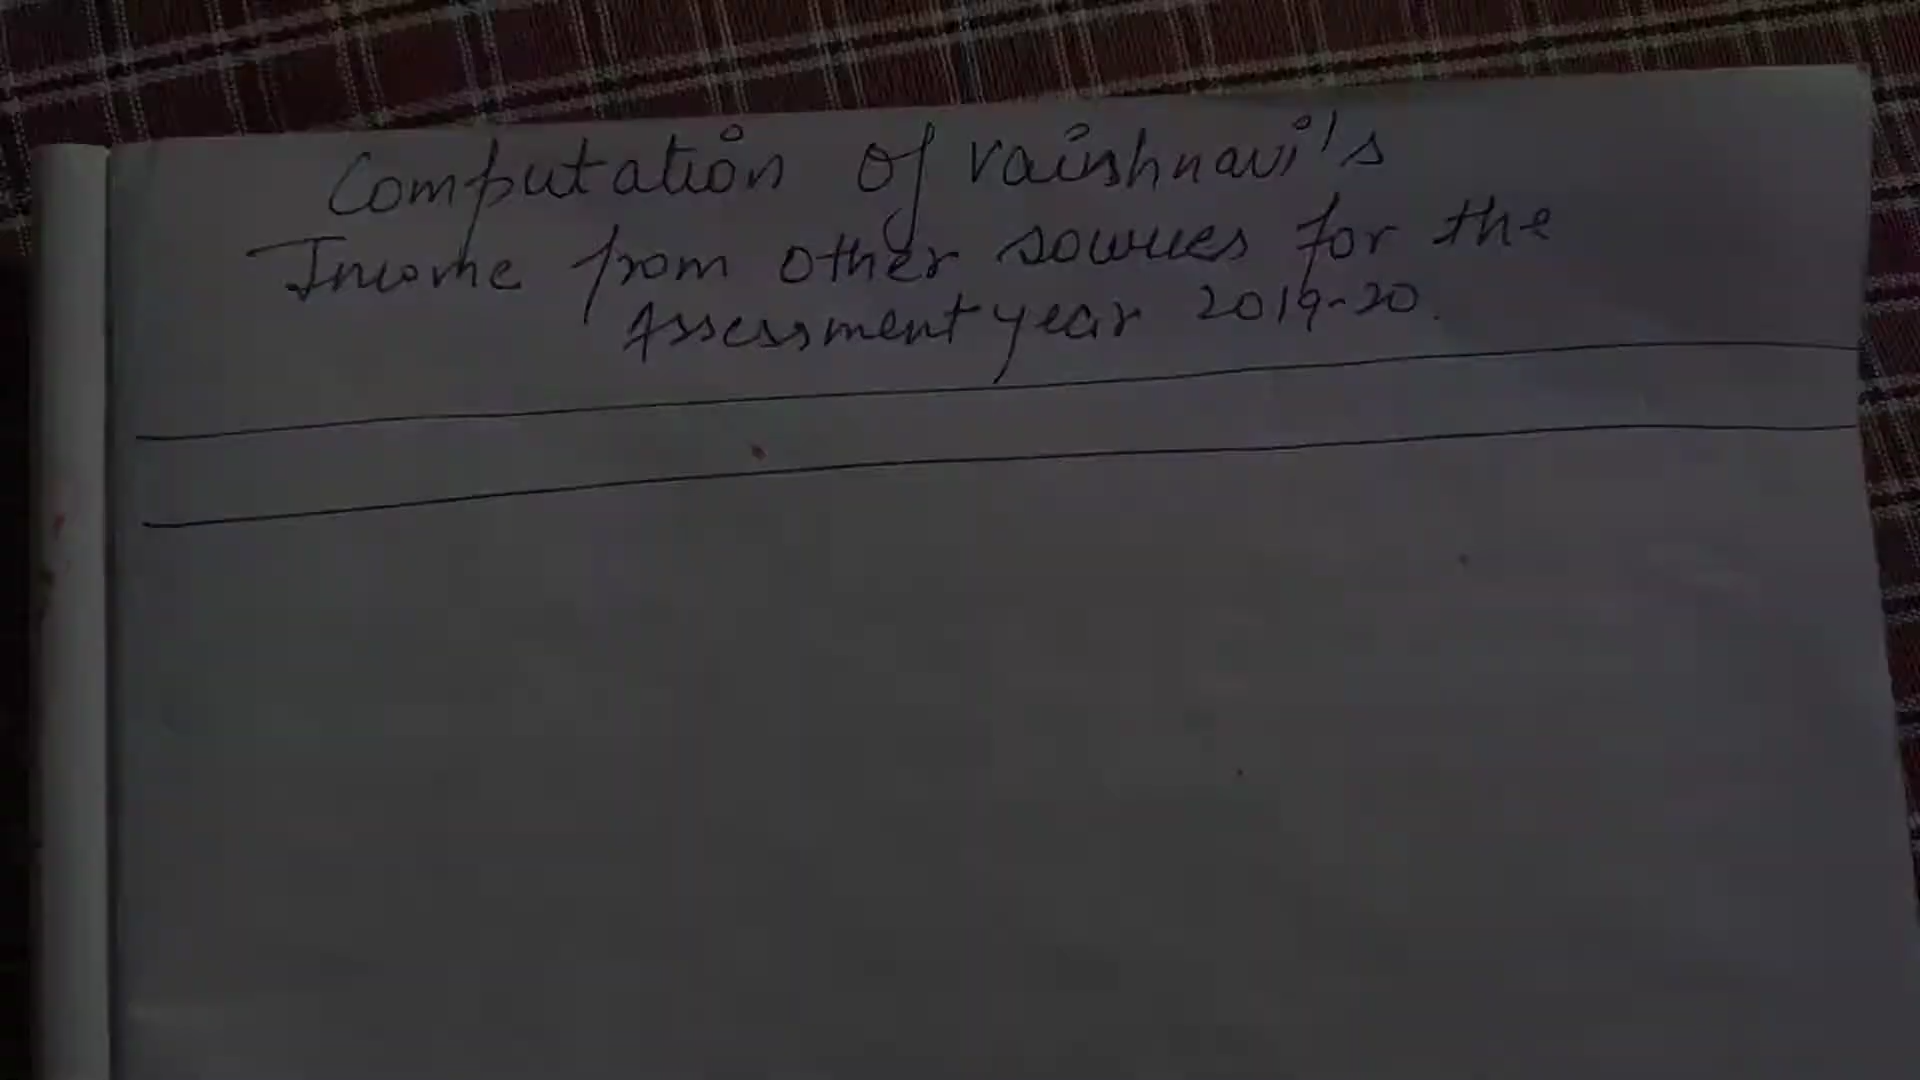 Computation Of Vaishnavi's
Income from other sources for the
Assessment year 2019-20.